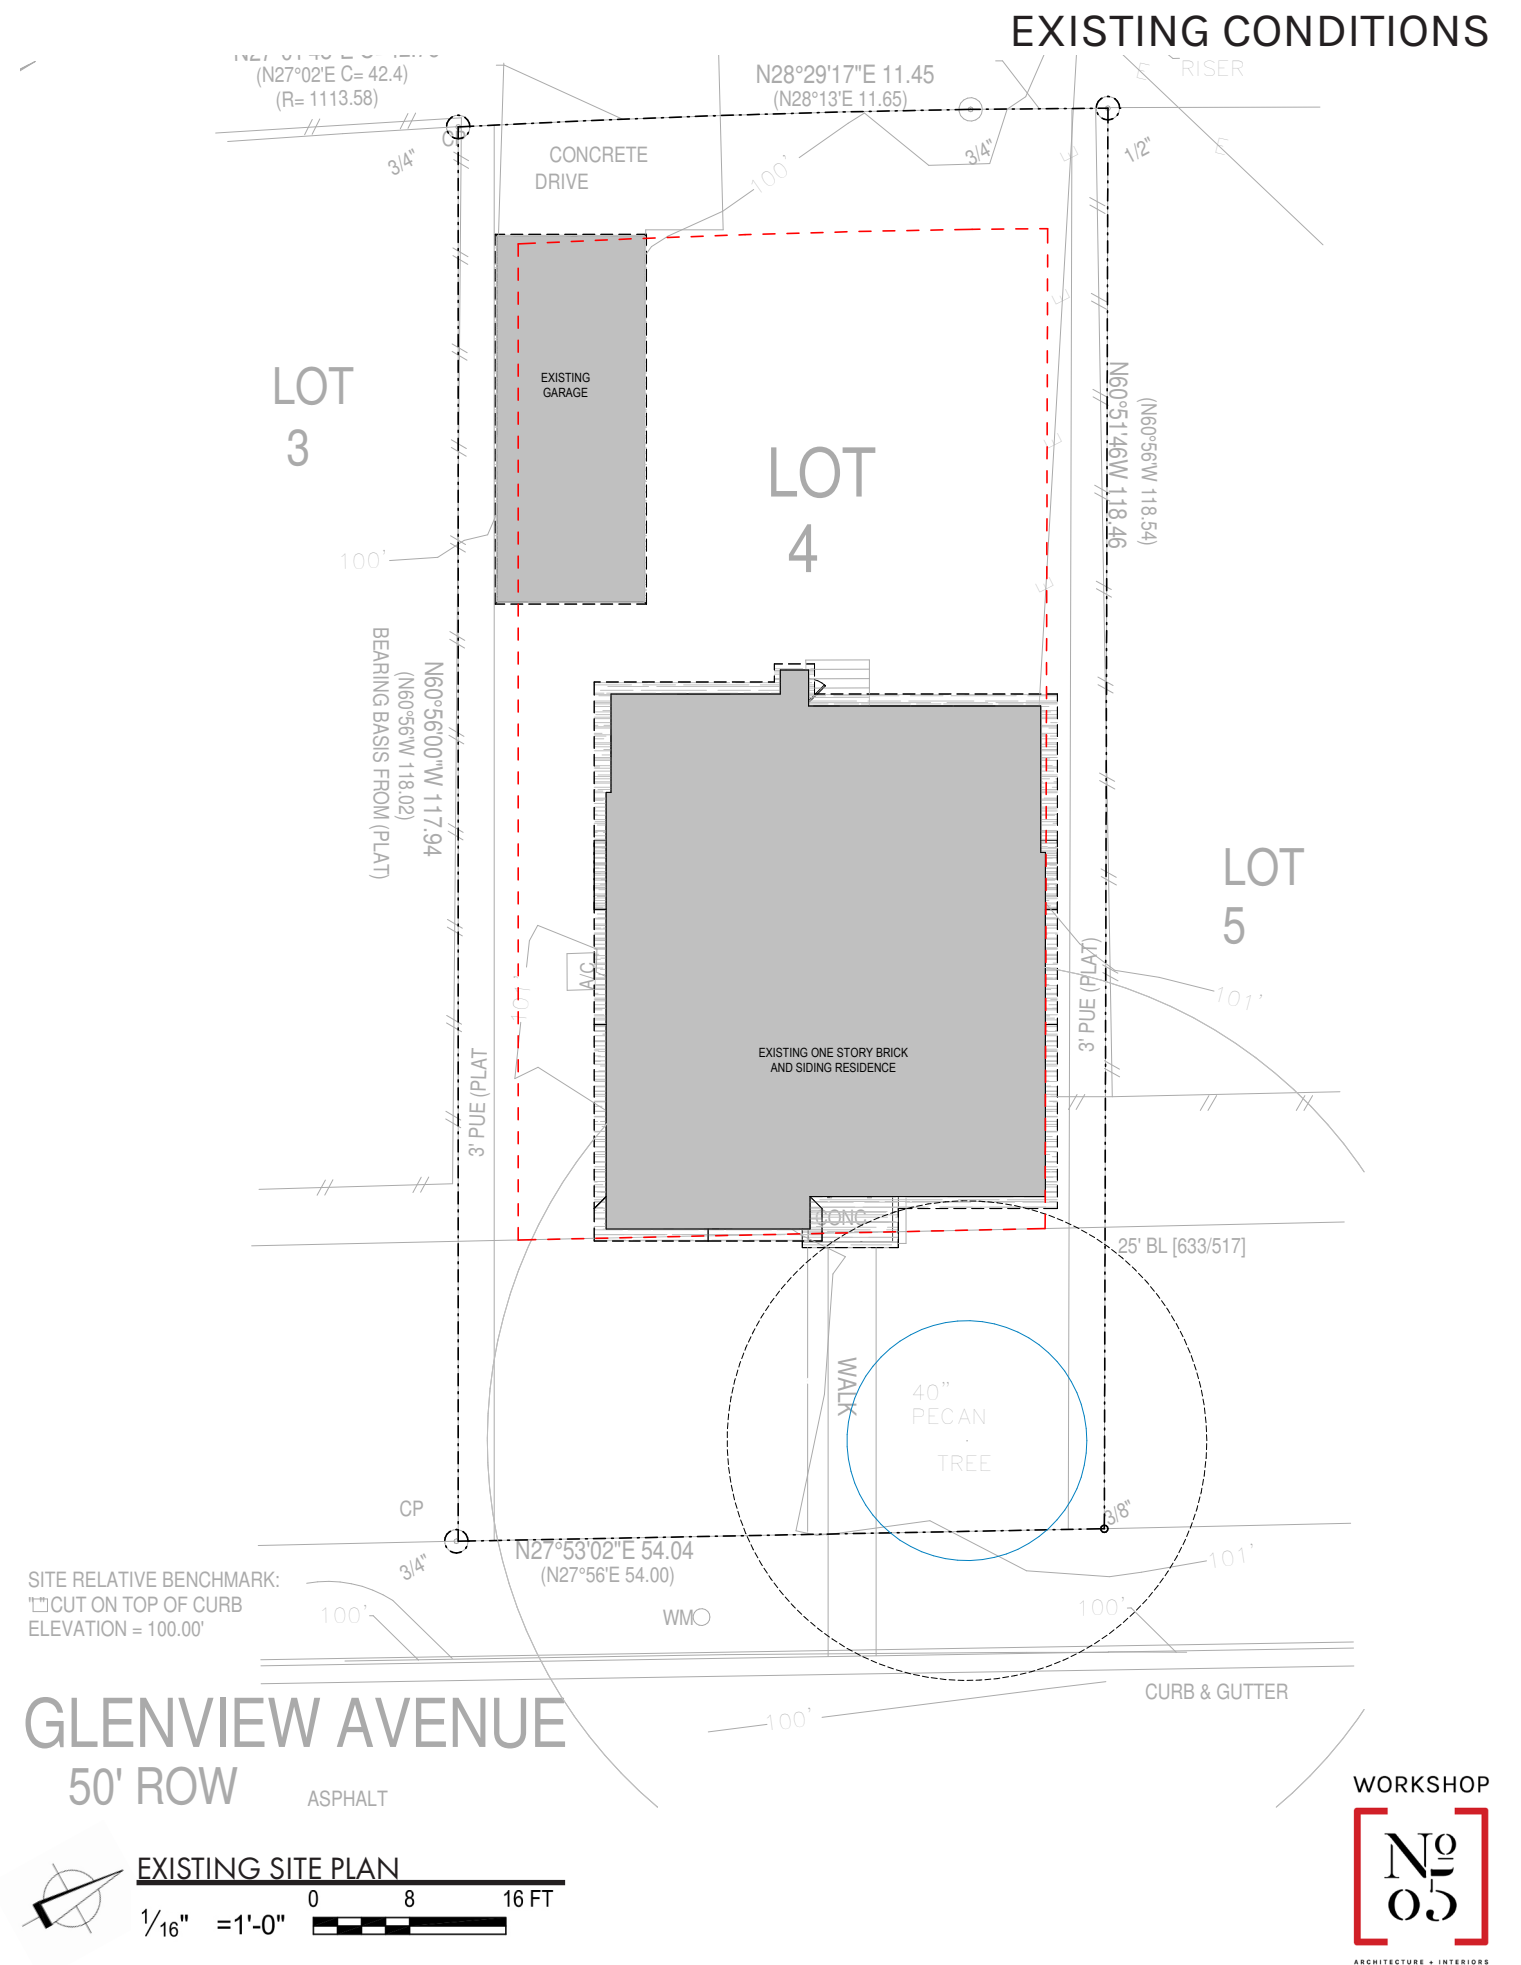 EXISTING CONDITIONS
(N27°02'E C= 42.4)
(R= 1113.58)
N28°29'17"E 11.45
(N28°13'E 11.65)
E
RISER
E
3/4"
3/4"
E
1/2"
CONCRETE
DRIVE
100'
E
EXISTING
GARAGE
LOT
3
LOT
4
E
N60°51'46"W 118.46
(N60°56'W 118.54)
100'
E
BEARING BASIS FROM (PLAT)
(N60°56'W 118.02)
N60°56'00"W 117.94
LOT
5
A/C
101'
3' PUE (PLAT)
101'
EXISTING ONE STORY BRICK
AND SIDING RESIDENCE
3' PUE (PLAT
CONC
25' BL [633/517]
WALK
40"
PECAN
TREE
CP
3/4"
3/8"
N27°53'02"E 54.04
(N27°56'E 54.00)
101'
SITE RELATIVE BENCHMARK:
"□" CUT ON TOP OF CURB
ELEVATION = 100.00'
100'
WM
100'
CURB & GUTTER
100'
GLENVIEW AVENUE
50' ROW
ASPHALT
EXISTING SITE PLAN
1/16" =1'-0"
0 8 16 FT
WORKSHOP
Nº
05
ARCHITECTURE + INTERIORS